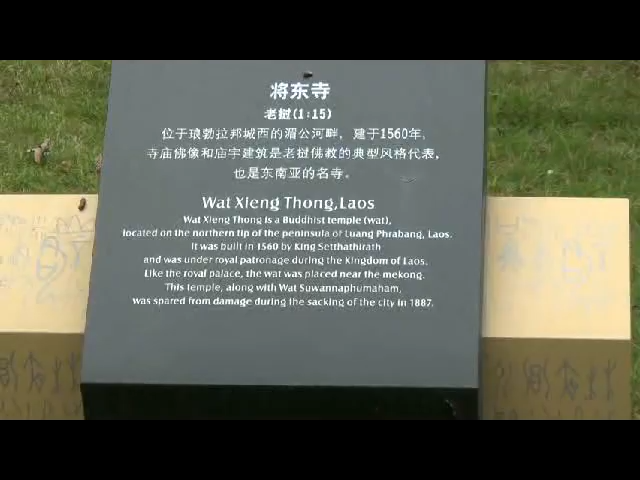 将东寺
老挝(1:15)
位于琅勃拉邦城西的湄公河畔，建于1560年，
寺庙佛像和庙宇建筑是老挝佛教的典型风格代表，
也是东南亚的名寺。
Wat Xieng Thong,Laos
Wat Xieng Thong is a Buddhist temple (wat),
located on the northern tip of the peninsula of Luang Phrabang, Laos.
It was built in 1560 by King Setthathirath
and was under royal patronage during the Kingdom of Laos.
Like the royal palace, the wat was placed near the mekong.
This temple, along with Wat Suwannaphumaham,
was spared from damage during the sacking of the city in 1887.